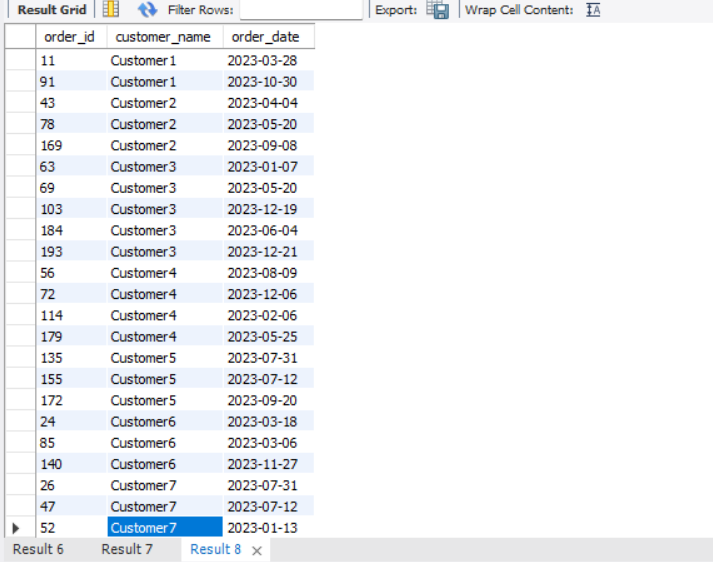 Result Grid Filter Rows: Export: Wrap Cell Content: IA
order_id customer_name order_date
11 Customer1 2023-03-28
91 Customer1 2023-10-30
43 Customer2 2023-04-04
78 Customer2 2023-05-20
169 Customer2 2023-09-08
63 Customer3 2023-01-07
69 Customer3 2023-05-20
103 Customer3 2023-12-19
184 Customer3 2023-06-04
193 Customer3 2023-12-21
56 Customer4 2023-08-09
72 Customer4 2023-12-06
114 Customer4 2023-02-06
179 Customer4 2023-05-25
135 Customer5 2023-07-31
155 Customer5 2023-07-12
172 Customer5 2023-09-20
24 Customer6 2023-03-18
85 Customer6 2023-03-06
140 Customer6 2023-11-27
26 Customer7 2023-07-31
47 Customer7 2023-07-12
52 Customer7 2023-01-13
Result 6 Result 7 Result 8